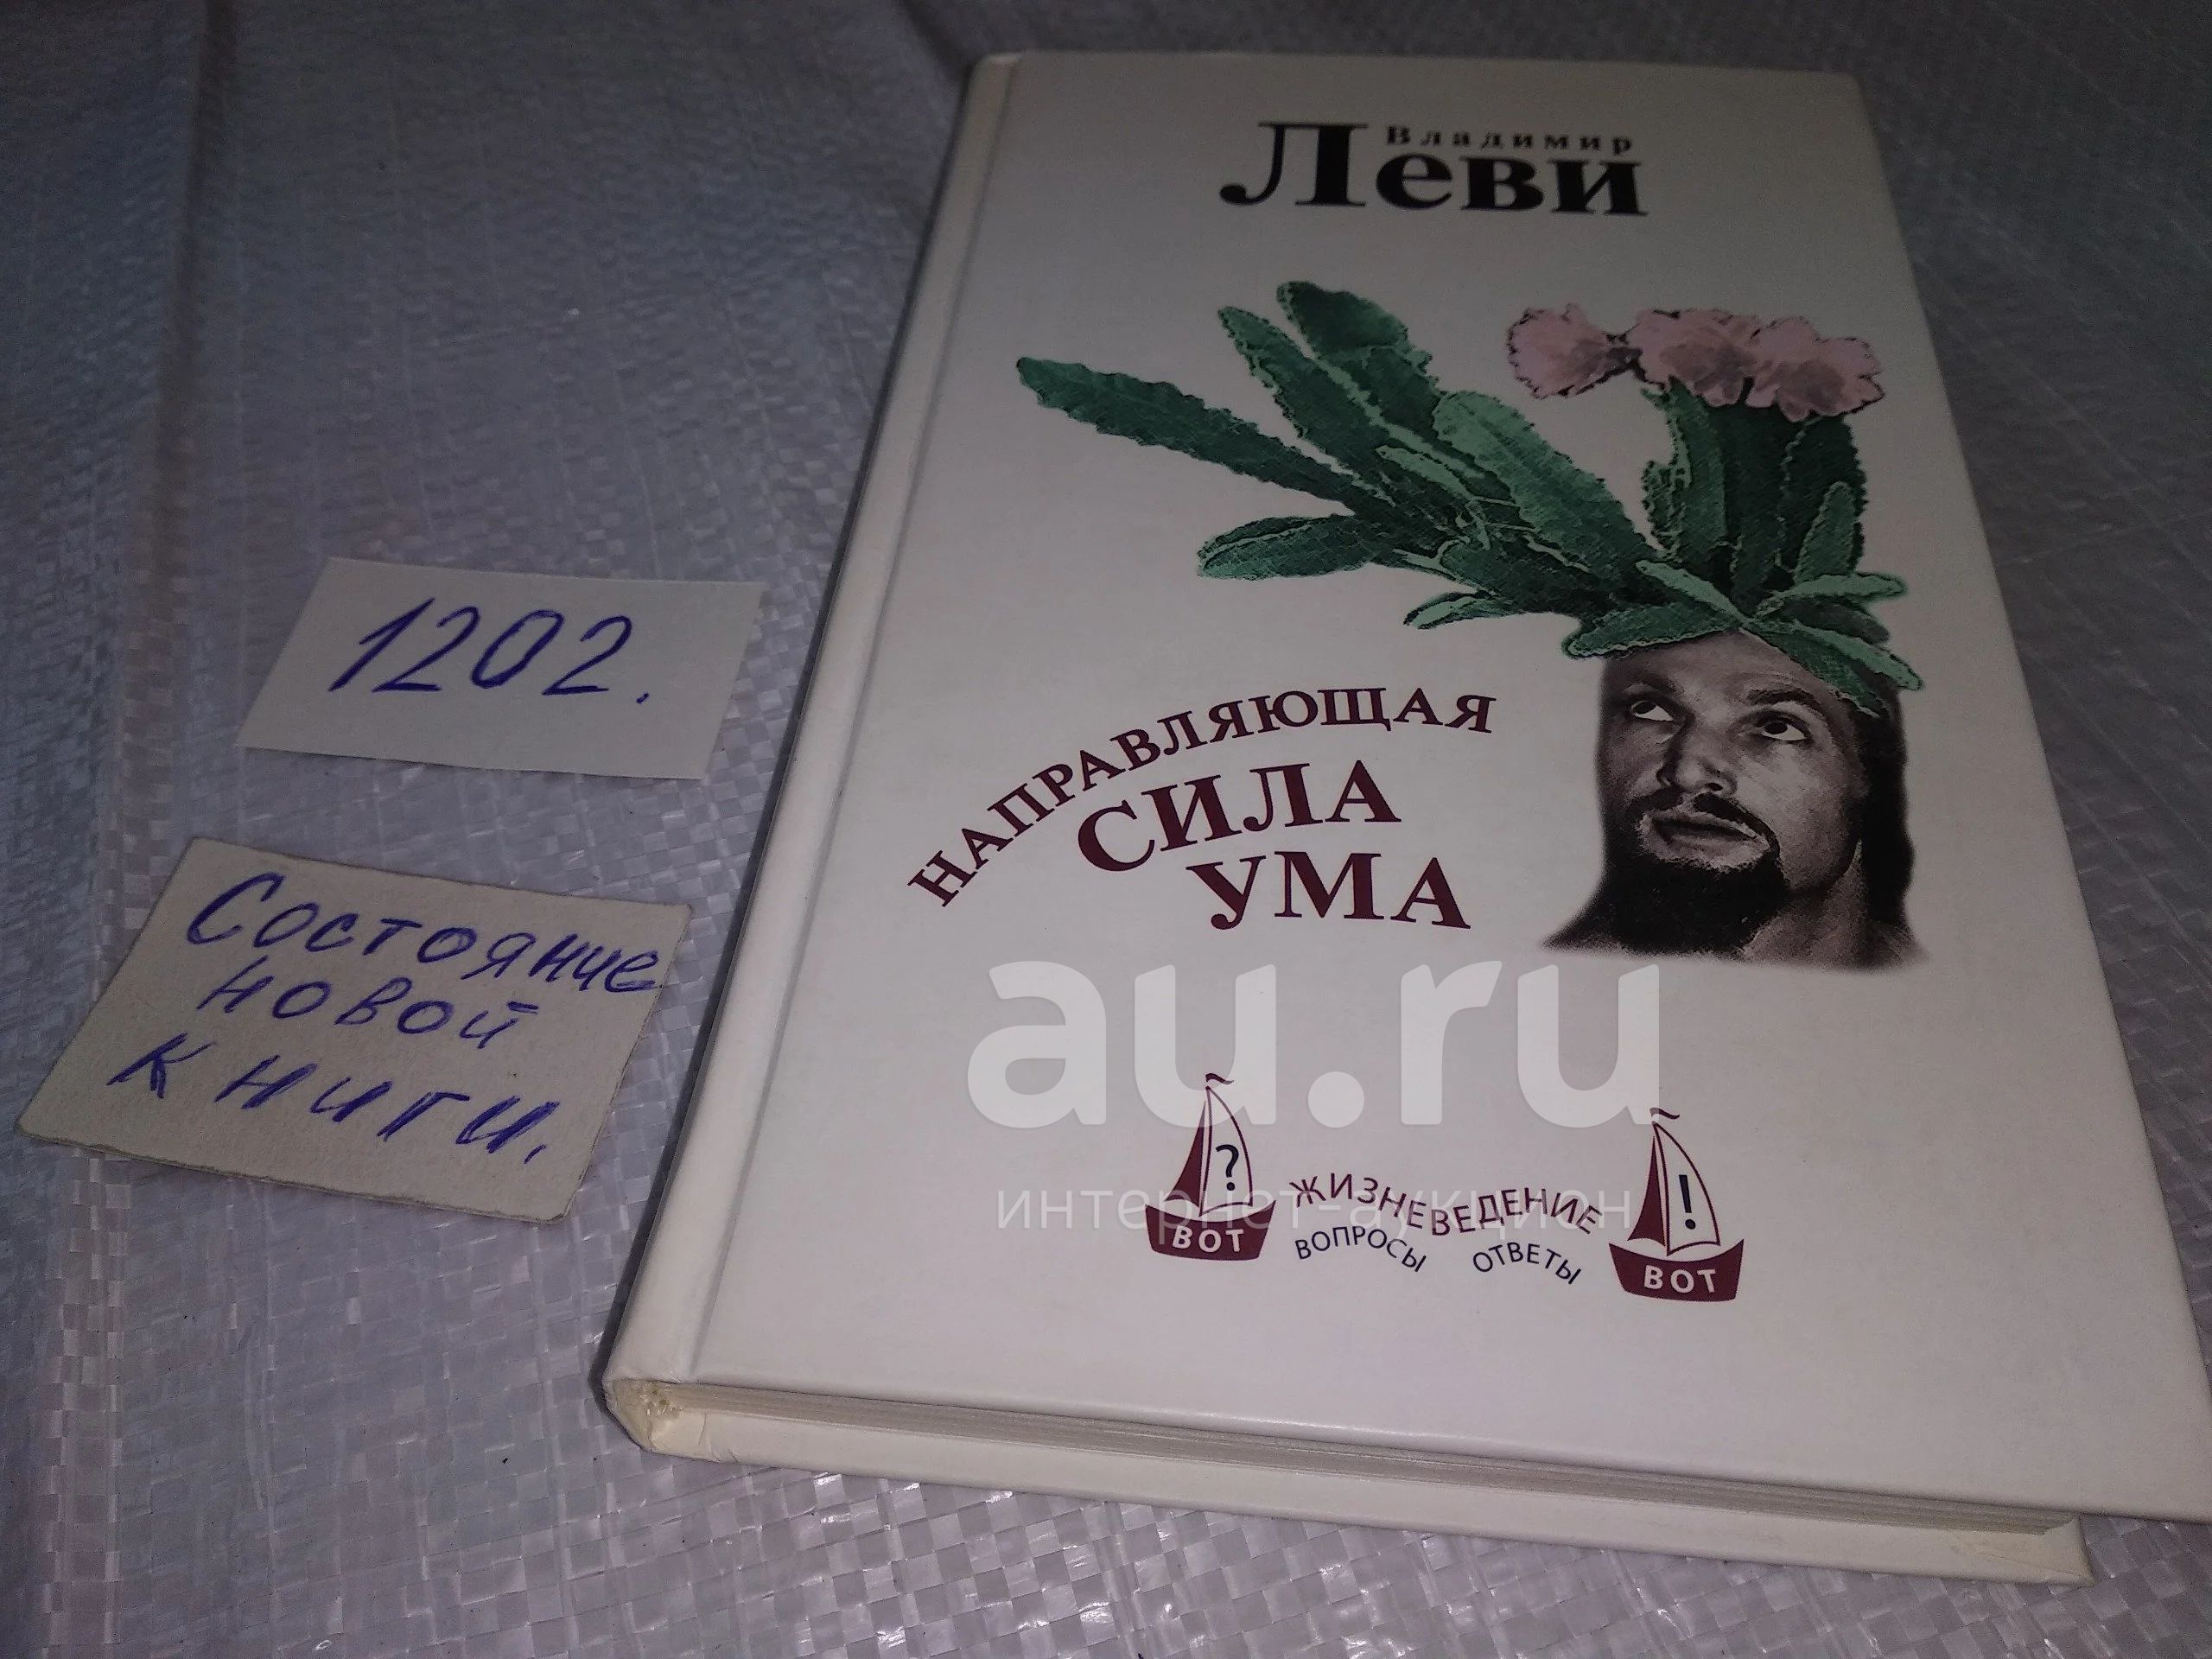 Владимир
Леви
НАПРАВЛЯЮЩАЯ
СИЛА
УМА
1202.
Состояние
новой
книги.
au.ru
интернет-аукцион
?
ВОТ
ЖИЗНЕВЕДЕНИЕ
ВОПРОСЫ ОТВЕТЫ
!
ВОТ